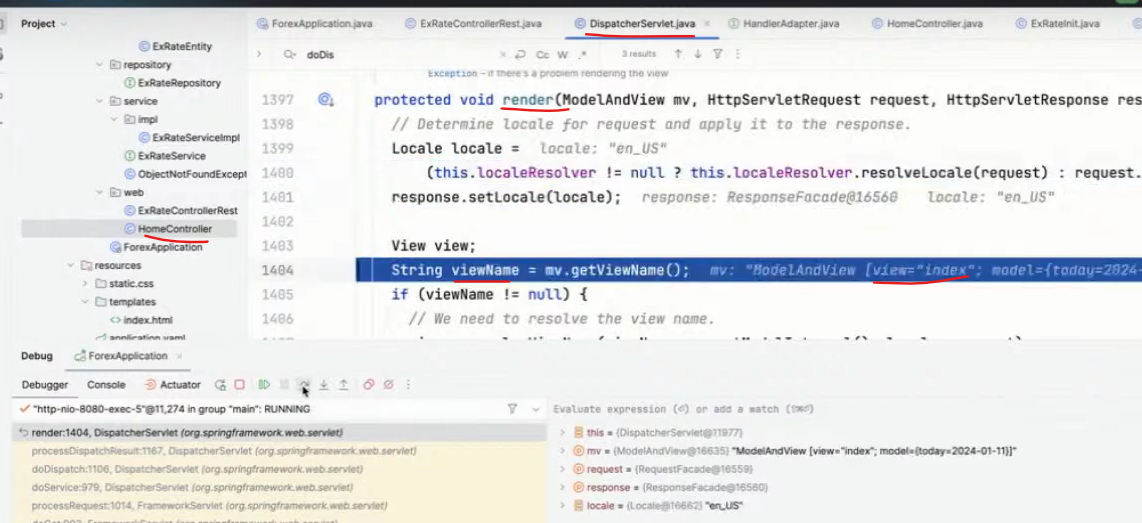 Project
ForexApplication.java
ExRateControllerRest.java
DispatcherServlet.java
HandlerAdapter.java
HomeController.java
ExRateInit.java
ExRateEntity
repository
ExRateRepository
service
impl
ExRateServiceImpl
ExRateService
ObjectNotFoundExcept
web
ExRateControllerRest
HomeController
ForexApplication
resources
static.css
templates
index.html
application.yaml
doDis
Cc W .* 3 results
Exception – if there's a problem rendering the view
1397 protected void render(ModelAndView mv, HttpServletRequest request, HttpServletResponse res
1398 // Determine locale for request and apply it to the response.
1399 Locale locale = locale: "en_US"
1400 (this.localeResolver != null ? this.localeResolver.resolveLocale(request) : request.
1401 response.setLocale(locale); response: ResponseFacade@16560 locale: "en_US"
1402
1403 View view;
1404 String viewName = mv.getViewName(); mv: "ModelAndView [view="index"; model={today=2024-
1405 if (viewName != null) {
1406 // We need to resolve the view name.
Debug ForexApplication
Debugger Console Actuator
"http-nio-8080-exec-5"@11,274 in group "main": RUNNING
render:1404, DispatcherServlet (org.springframework.web.servlet)
processDispatchResult:1167, DispatcherServlet (org.springframework.web.servlet)
doDispatch:1106, DispatcherServlet (org.springframework.web.servlet)
doService:979, DispatcherServlet (org.springframework.web.servlet)
processRequest:1014, FrameworkServlet (org.springframework.web.servlet)
Evaluate expression (⏎) or add a watch (⇧⌘⏎)
this = {DispatcherServlet@11977}
mv = {ModelAndView@16635} "ModelAndView [view="index"; model={today=2024-01-11}]"
request = {RequestFacade@16559}
response = {ResponseFacade@16560}
locale = {Locale@16662} "en_US"